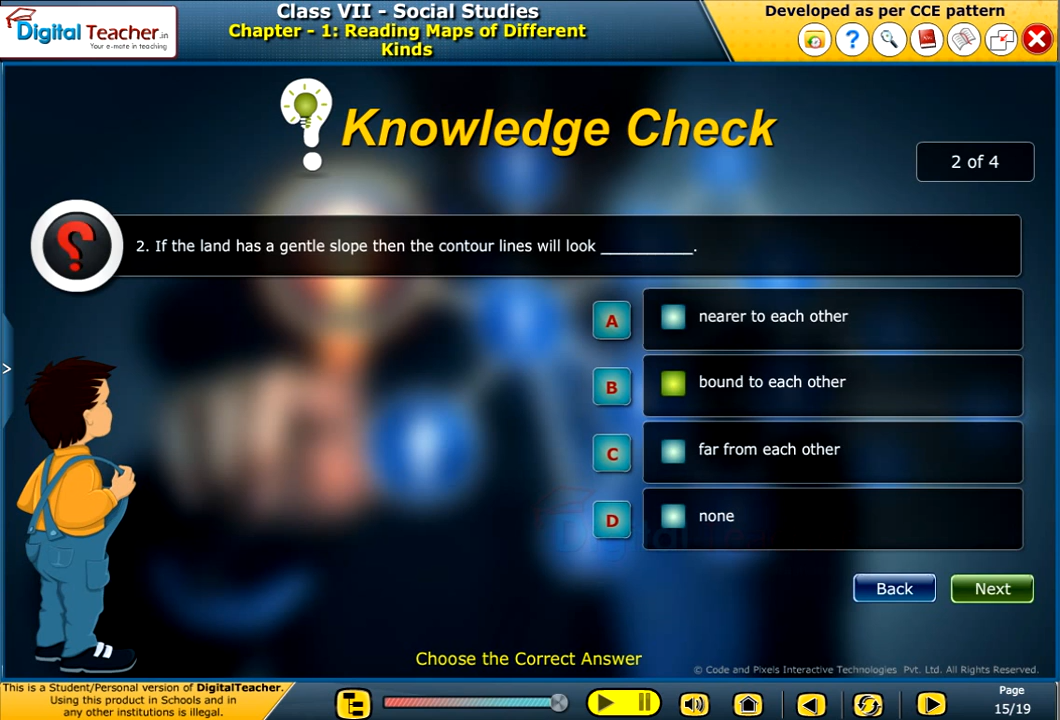 Digital Teacher.in
Your e-mate in teaching
Class VII - Social Studies
Chapter - 1: Reading Maps of Different
Kinds
Developed as per CCE pattern
Knowledge Check
2 of 4
2. If the land has a gentle slope then the contour lines will look __________.
A nearer to each other
B bound to each other
C far from each other
D none
Back Next
Choose the Correct Answer
© Code and Pixels Interactive Technologies Pvt. Ltd. All Rights Reserved.
This is a Student/Personal version of DigitalTeacher.
Using this product in Schools and in
any other institutions is illegal.
Page
15/19